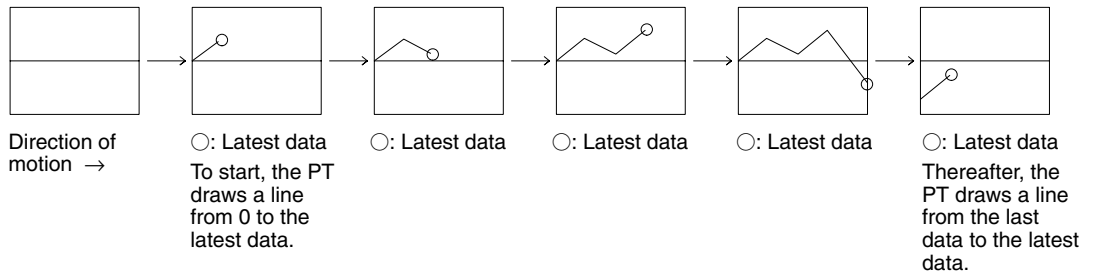 Direction of
motion →
○: Latest data
To start, the PT
draws a line
from 0 to the
latest data.
○: Latest data
○: Latest data
○: Latest data
○: Latest data
Thereafter, the
PT draws a line
from the last
data to the latest
data.